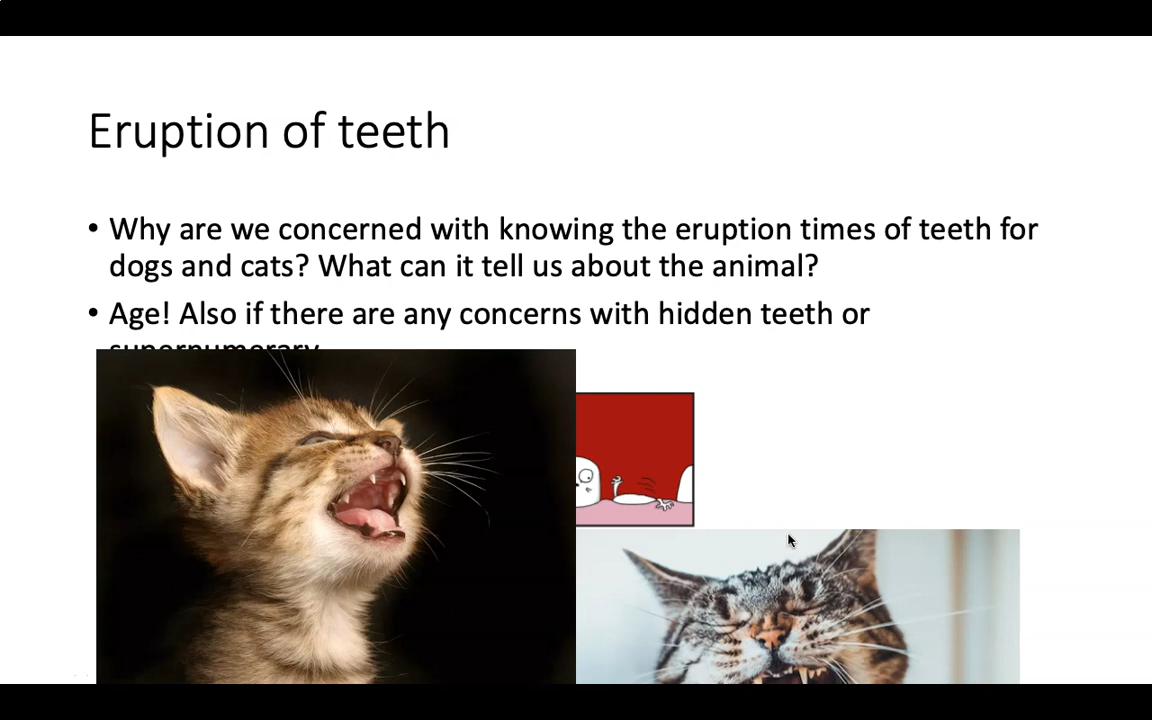 Eruption of teeth
• Why are we concerned with knowing the eruption times of teeth for
dogs and cats? What can it tell us about the animal?
• Age! Also if there are any concerns with hidden teeth or
supernumerary